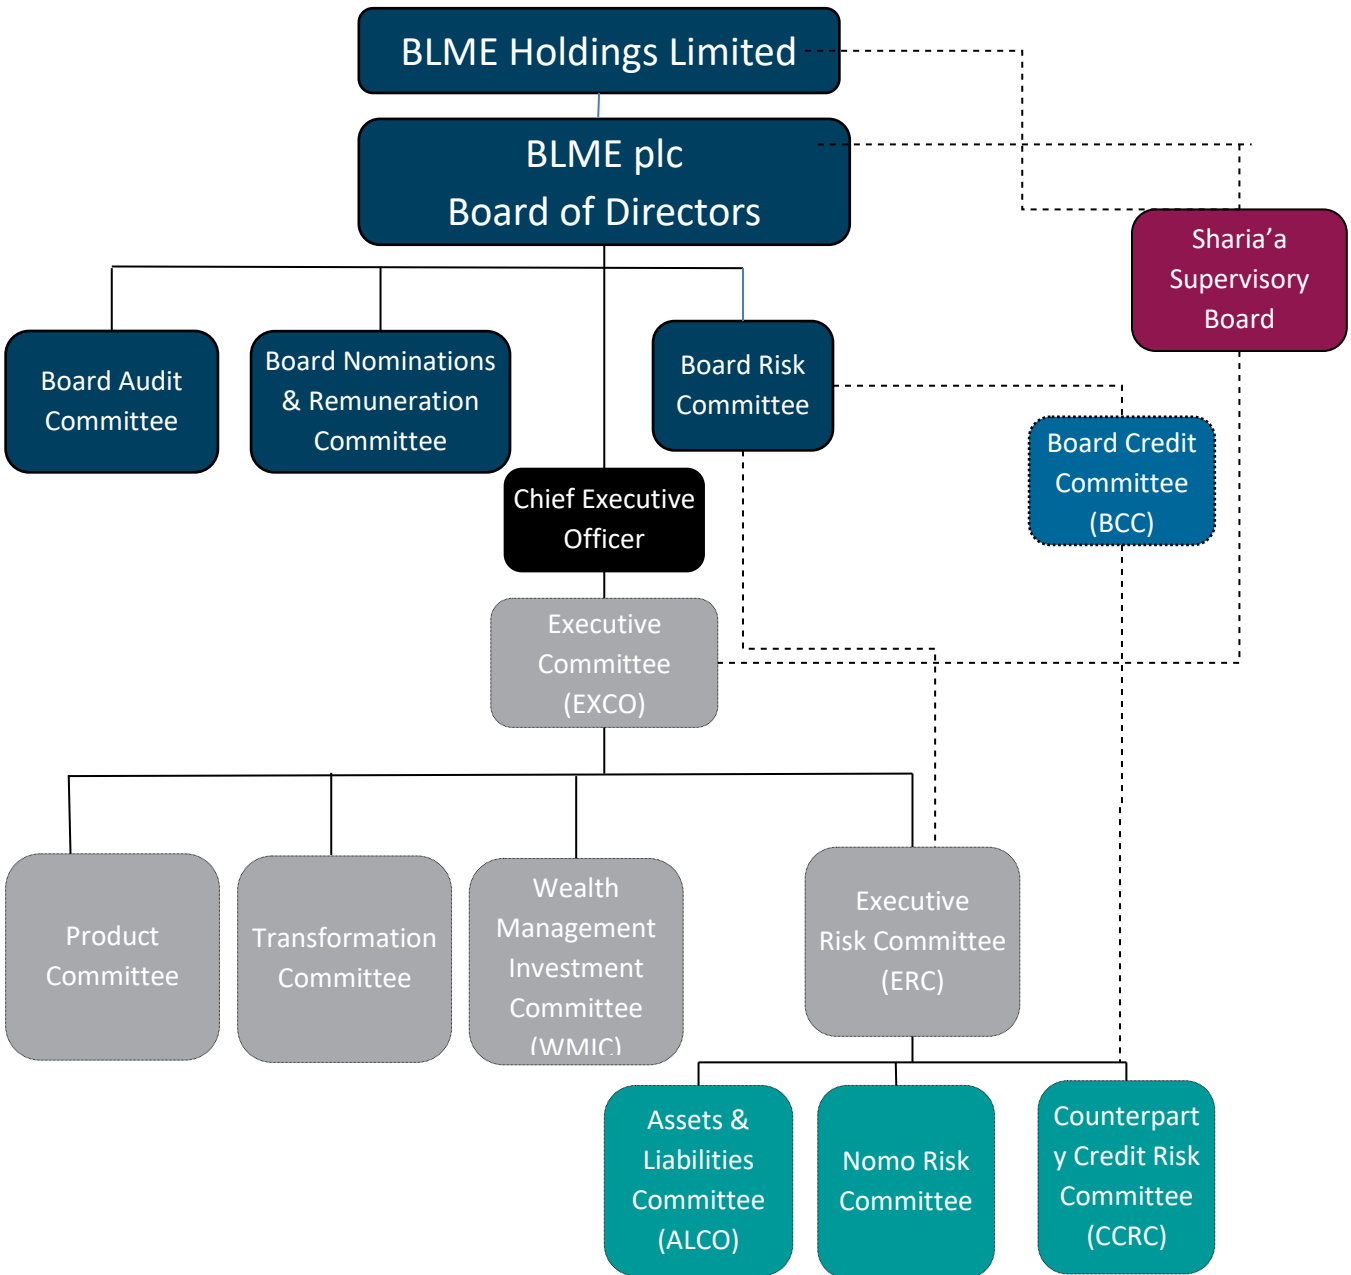 BLME Holdings Limited
BLME plc
Board of Directors
Sharia’a
Supervisory
Board
Board Audit
Committee
Board Nominations
& Remuneration
Committee
Board Risk
Committee
Board Credit
Committee
(BCC)
Chief Executive
Officer
Executive
Committee
(EXCO)
Product
Committee
Transformation
Committee
Wealth
Management
Investment
Committee
(WMIC)
Executive
Risk Committee
(ERC)
Assets &
Liabilities
Committee
(ALCO)
Nomo Risk
Committee
Counterpart
y Credit Risk
Committee
(CCRC)